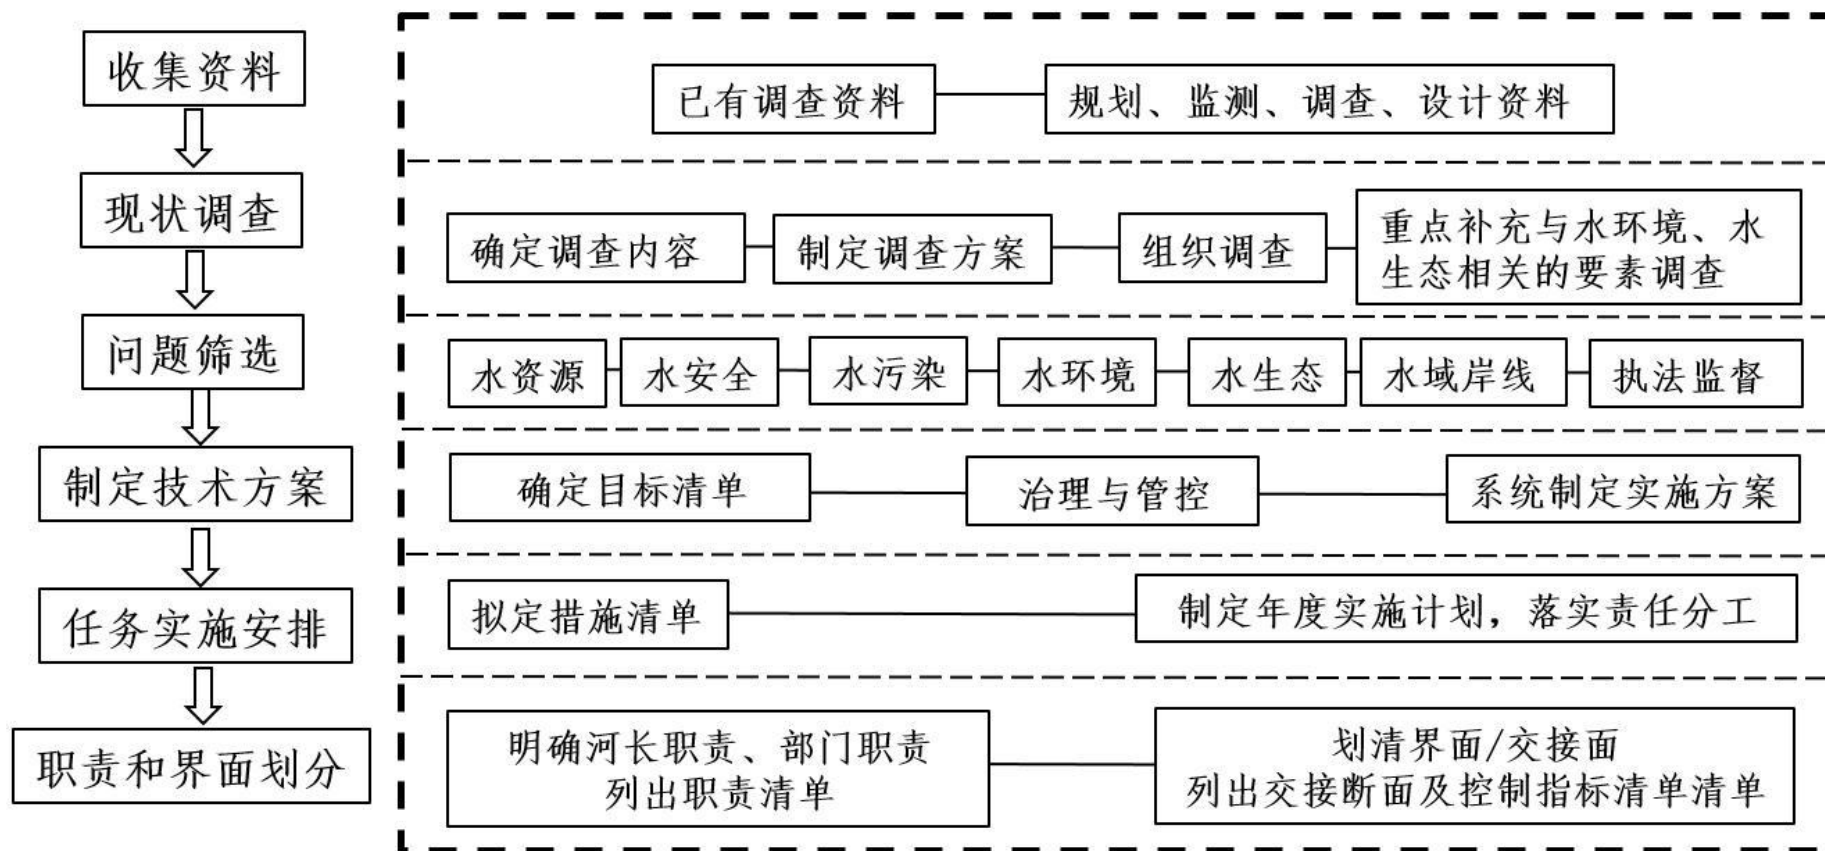 收集资料
已有调查资料
规划、监测、调查、设计资料
现状调查
确定调查内容
制定调查方案
组织调查
重点补充与水环境、水
生态相关的要素调查
问题筛选
水资源
水安全
水污染
水环境
水生态
水域岸线
执法监督
制定技术方案
确定目标清单
治理与管控
系统制定实施方案
任务实施安排
拟定措施清单
制定年度实施计划，落实责任分工
职责和界面划分
明确河长职责、部门职责
列出职责清单
划清界面/交接面
列出交接断面及控制指标清单清单